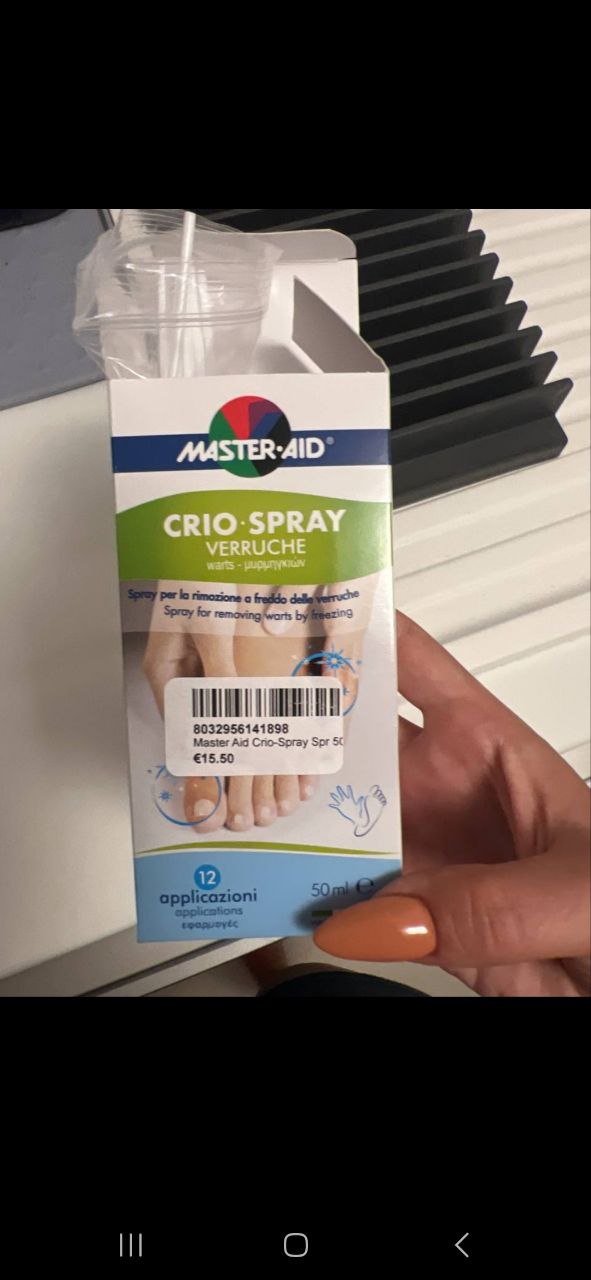 MASTER•AID®
CRIO·SPRAY
VERRUCHE
warts - μυρμηγκιών
Spray per la rimozione a freddo delle verruche
Spray for removing warts by freezing
8032956141898
Master Aid Crio-Spray Spr 50
€15.50
12
applicazioni
applications
εφαρμογές
50 ml